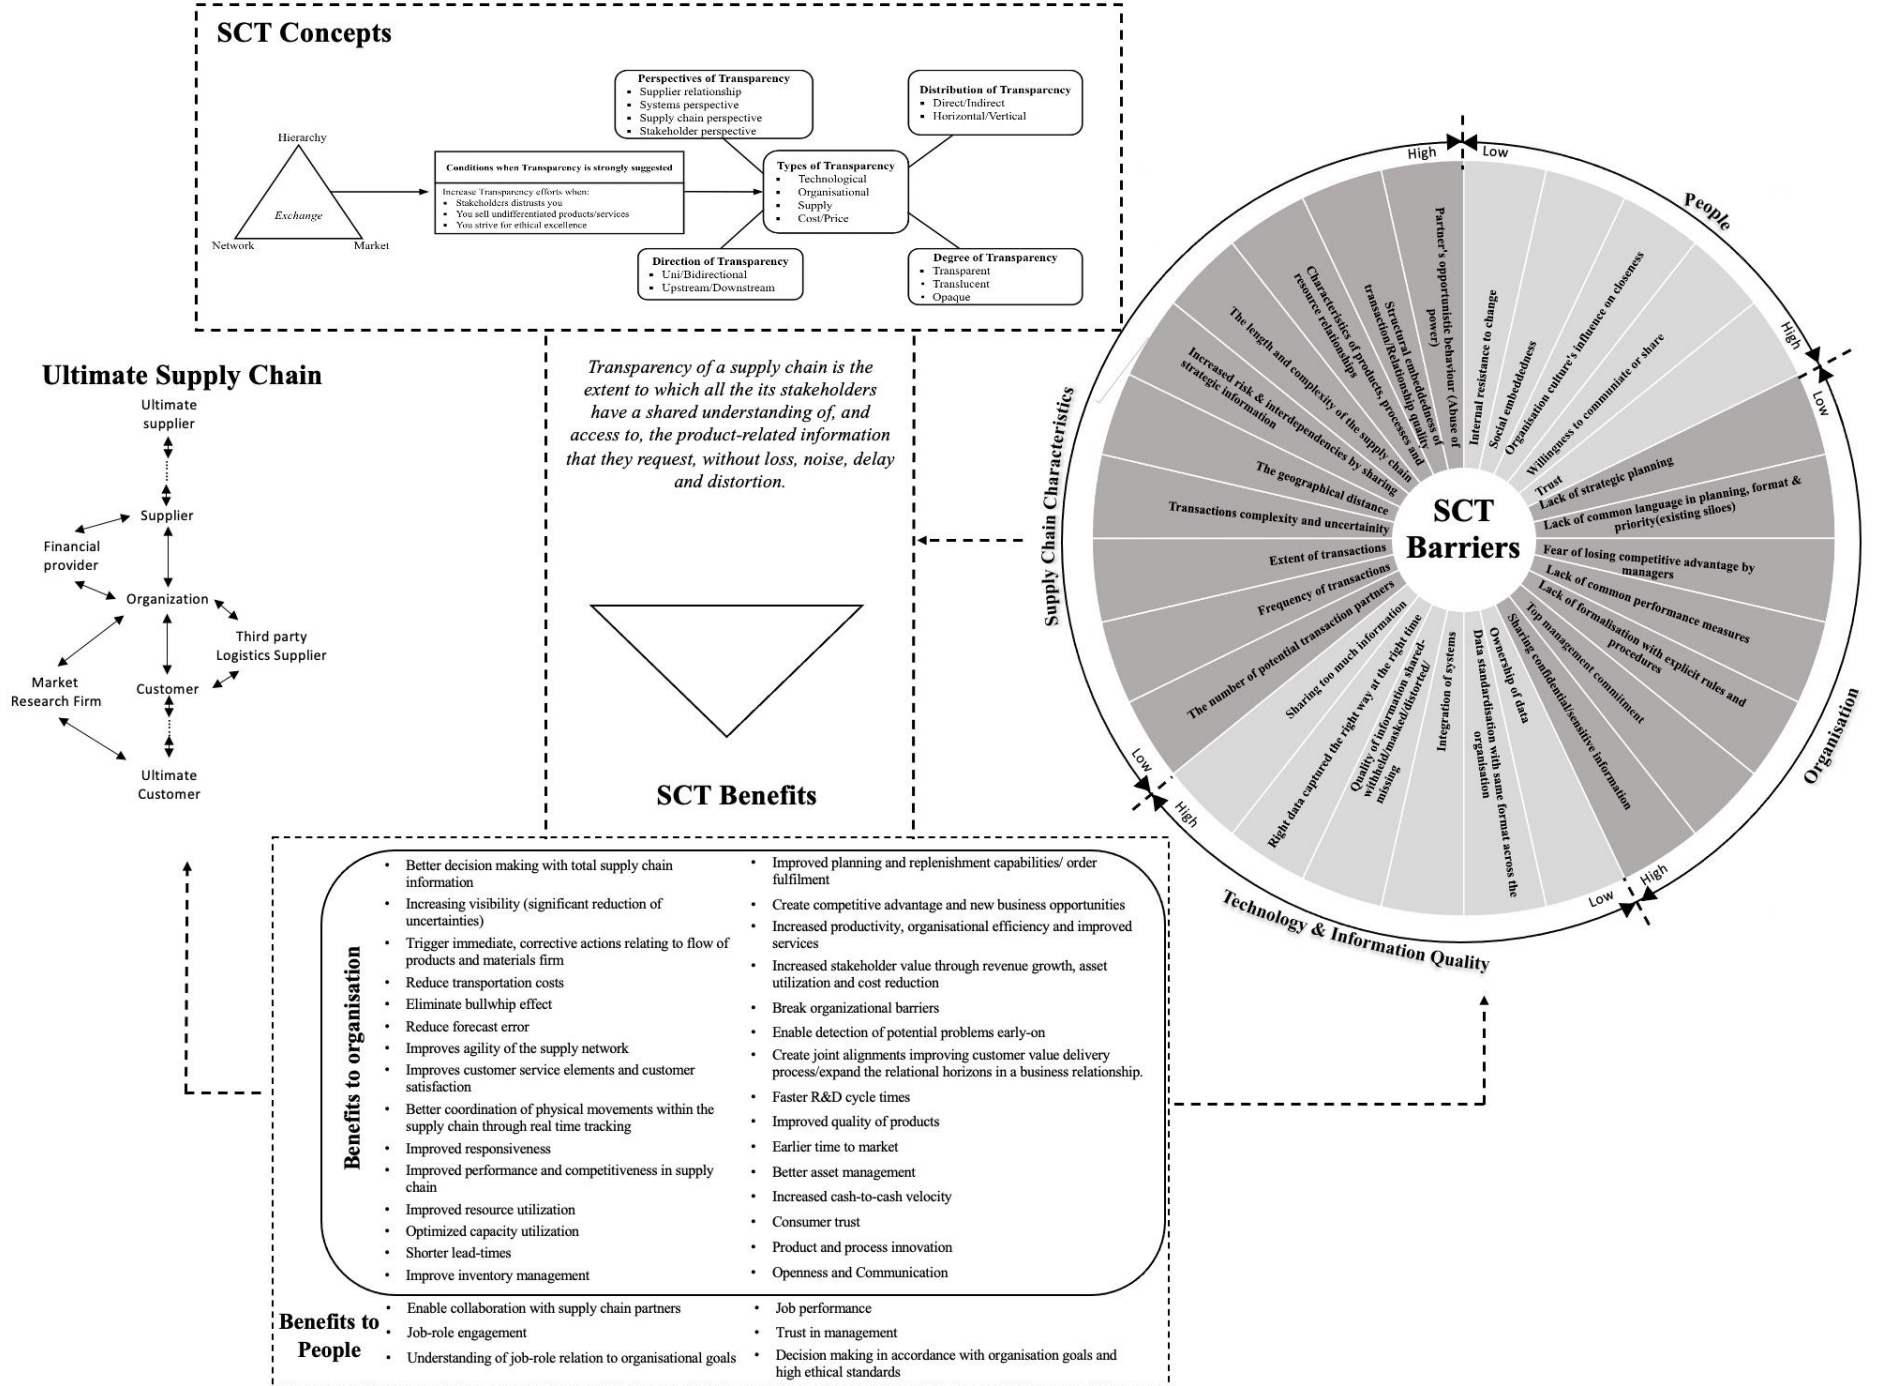 SCT Concepts
Hierarchy
Exchange
Network
Market
Conditions when Transparency is strongly suggested
Increase Transparency efforts when:
▪ Stakeholders distrusts you
▪ You sell undifferentiated products/services
▪ You strive for ethical excellence
Perspectives of Transparency
▪ Supplier relationship
▪ Systems perspective
▪ Supply chain perspective
▪ Stakeholder perspective
Distribution of Transparency
▪ Direct/Indirect
▪ Horizontal/Vertical
Types of Transparency
▪ Technological
▪ Organisational
▪ Supply
▪ Cost/Price
Direction of Transparency
▪ Uni/Bidirectional
▪ Upstream/Downstream
Degree of Transparency
▪ Transparent
▪ Translucent
▪ Opaque
Ultimate Supply Chain
Ultimate
supplier
Supplier
Financial
provider
Organization
Third party
Logistics Supplier
Market
Research Firm
Customer
Ultimate
Customer
Transparency of a supply chain is the
extent to which all the its stakeholders
have a shared understanding of, and
access to, the product-related information
that they request, without loss, noise, delay
and distortion.
SCT Benefits
SCT
Barriers
People
Low
High
Internal resistance to change
Social embeddedness
Organisation culture's influence on closeness
Willingness to communiate or share
Trust
Organisation
Low
High
Lack of strategic planning
Lack of common language in planning, format &
priority(existing siloes)
Fear of losing competitive advantage by
managers
Lack of common performance measures
Lack of formalisation with explicit rules and
procedures
Top management commitment
Sharing confidential/sensitive information
Technology & Information Quality
Low
High
Ownership of data
Data standardisation with same format across the
organisation
Integration of systems
Quality of information shared-
withheld/masked/distorted/
missing
Right data captured the right way at the right time
Sharing too much information
Supply Chain Characteristics
Low
High
The number of potential transaction partners
Frequency of transactions
Extent of transactions
Transactions complexity and uncertainity
The geographical distance
Increased risk & interdependencies by sharing
strategic information
The length and complexity of the supply chain
Characteristics of products, processes and
resource relationships
Structural embeddedness of
transaction/Relationship quality
Partner's opportunistic behaviour (Abuse of
power)
Benefits to organisation
• Better decision making with total supply chain
information
• Increasing visibility (significant reduction of
uncertainties)
• Trigger immediate, corrective actions relating to flow of
products and materials firm
• Reduce transportation costs
• Eliminate bullwhip effect
• Reduce forecast error
• Improves agility of the supply network
• Improves customer service elements and customer
satisfaction
• Better coordination of physical movements within the
supply chain through real time tracking
• Improved responsiveness
• Improved performance and competitiveness in supply
chain
• Improved resource utilization
• Optimized capacity utilization
• Shorter lead-times
• Improve inventory management
• Improved planning and replenishment capabilities/ order
fulfilment
• Create competitive advantage and new business opportunities
• Increased productivity, organisational efficiency and improved
services
• Increased stakeholder value through revenue growth, asset
utilization and cost reduction
• Break organizational barriers
• Enable detection of potential problems early-on
• Create joint alignments improving customer value delivery
process/expand the relational horizons in a business relationship.
• Faster R&D cycle times
• Improved quality of products
• Earlier time to market
• Better asset management
• Increased cash-to-cash velocity
• Consumer trust
• Product and process innovation
• Openness and Communication
Benefits to
People
• Enable collaboration with supply chain partners
• Job-role engagement
• Understanding of job-role relation to organisational goals
• Job performance
• Trust in management
• Decision making in accordance with organisation goals and
high ethical standards